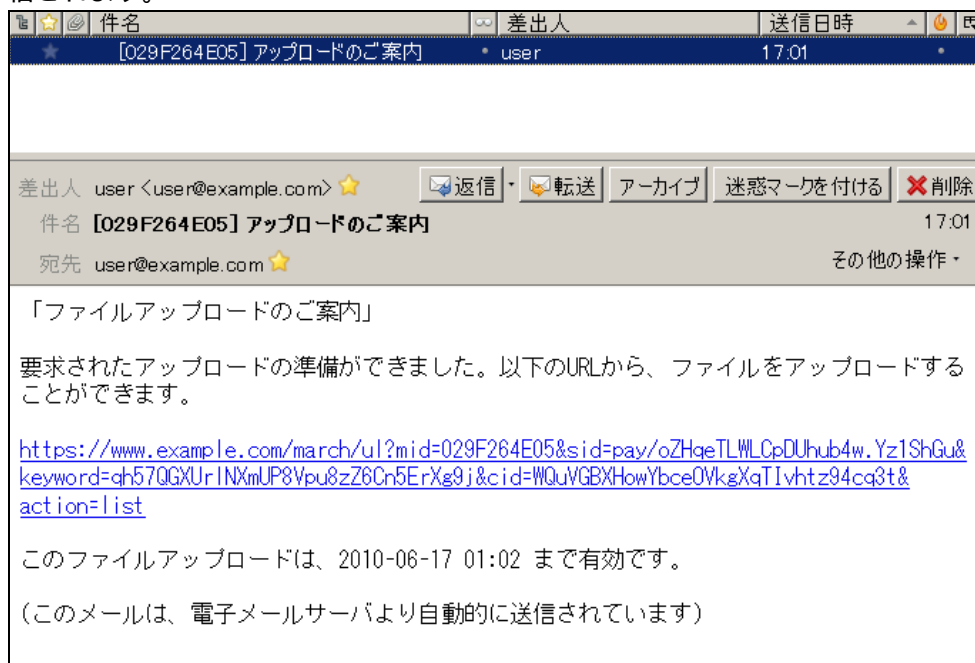 信されます。
件名 差出人 送信日時
[029F264E05] アップロードのご案内 • user 17:01
差出人 user <user@example.com> 返信 転送 アーカイブ 迷惑マークを付ける 削除
件名 [029F264E05] アップロードのご案内 17:01
宛先 user@example.com その他の操作
「ファイルアップロードのご案内」
要求されたアップロードの準備ができました。以下のURLから、ファイルをアップロードする
ことができます。
https://www.example.com/march/ul?mid=029F264E05&sid=pay/oZHqeTLWLCpDUhub4w.Yz1ShGu&
keyword=qh57QGXUrINXmUP8Vpu8zZ6Cn5ErXg9j&cid=WQuVGBXHowYbceOVkgXqTIvhtz94cq3t&
action=list
このファイルアップロードは、2010-06-17 01:02 まで有効です。
(このメールは、電子メールサーバより自動的に送信されています)